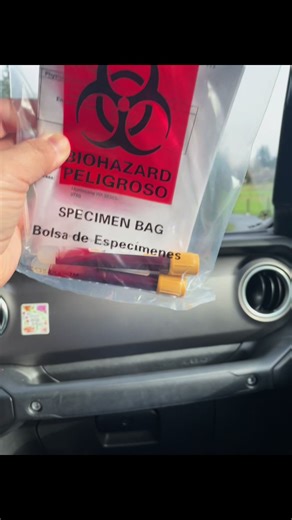 BIOHAZARD
PELIGROSO
SPECIMEN BAG
Bolsa de Especímenes